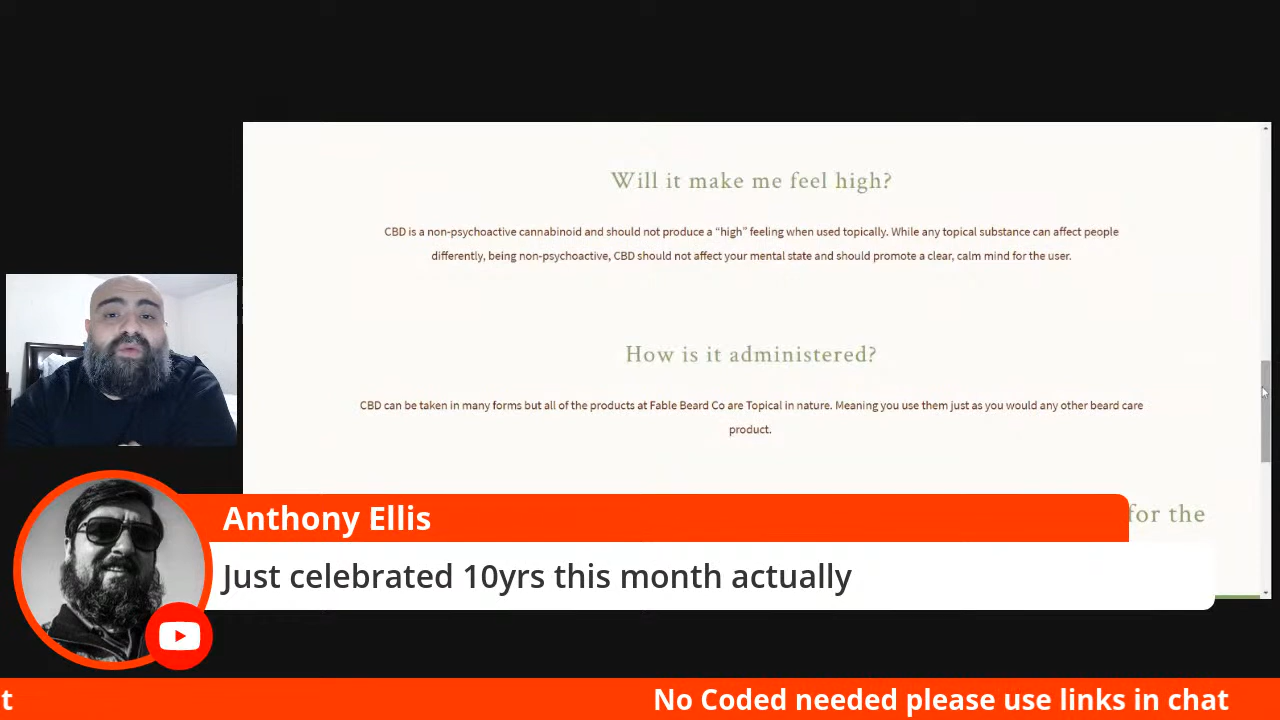 Will it make me feel high?
CBD is a non-psychoactive cannabinoid and should not produce a “high” feeling when used topically. While any topical substance can affect people
differently, being non-psychoactive, CBD should not affect your mental state and should promote a clear, calm mind for the user.
How is it administered?
CBD can be taken in many forms but all of the products at Fable Beard Co are Topical in nature. Meaning you use them just as you would any other beard care
product.
for the
Anthony Ellis
Just celebrated 10yrs this month actually
t No Coded needed please use links in chat